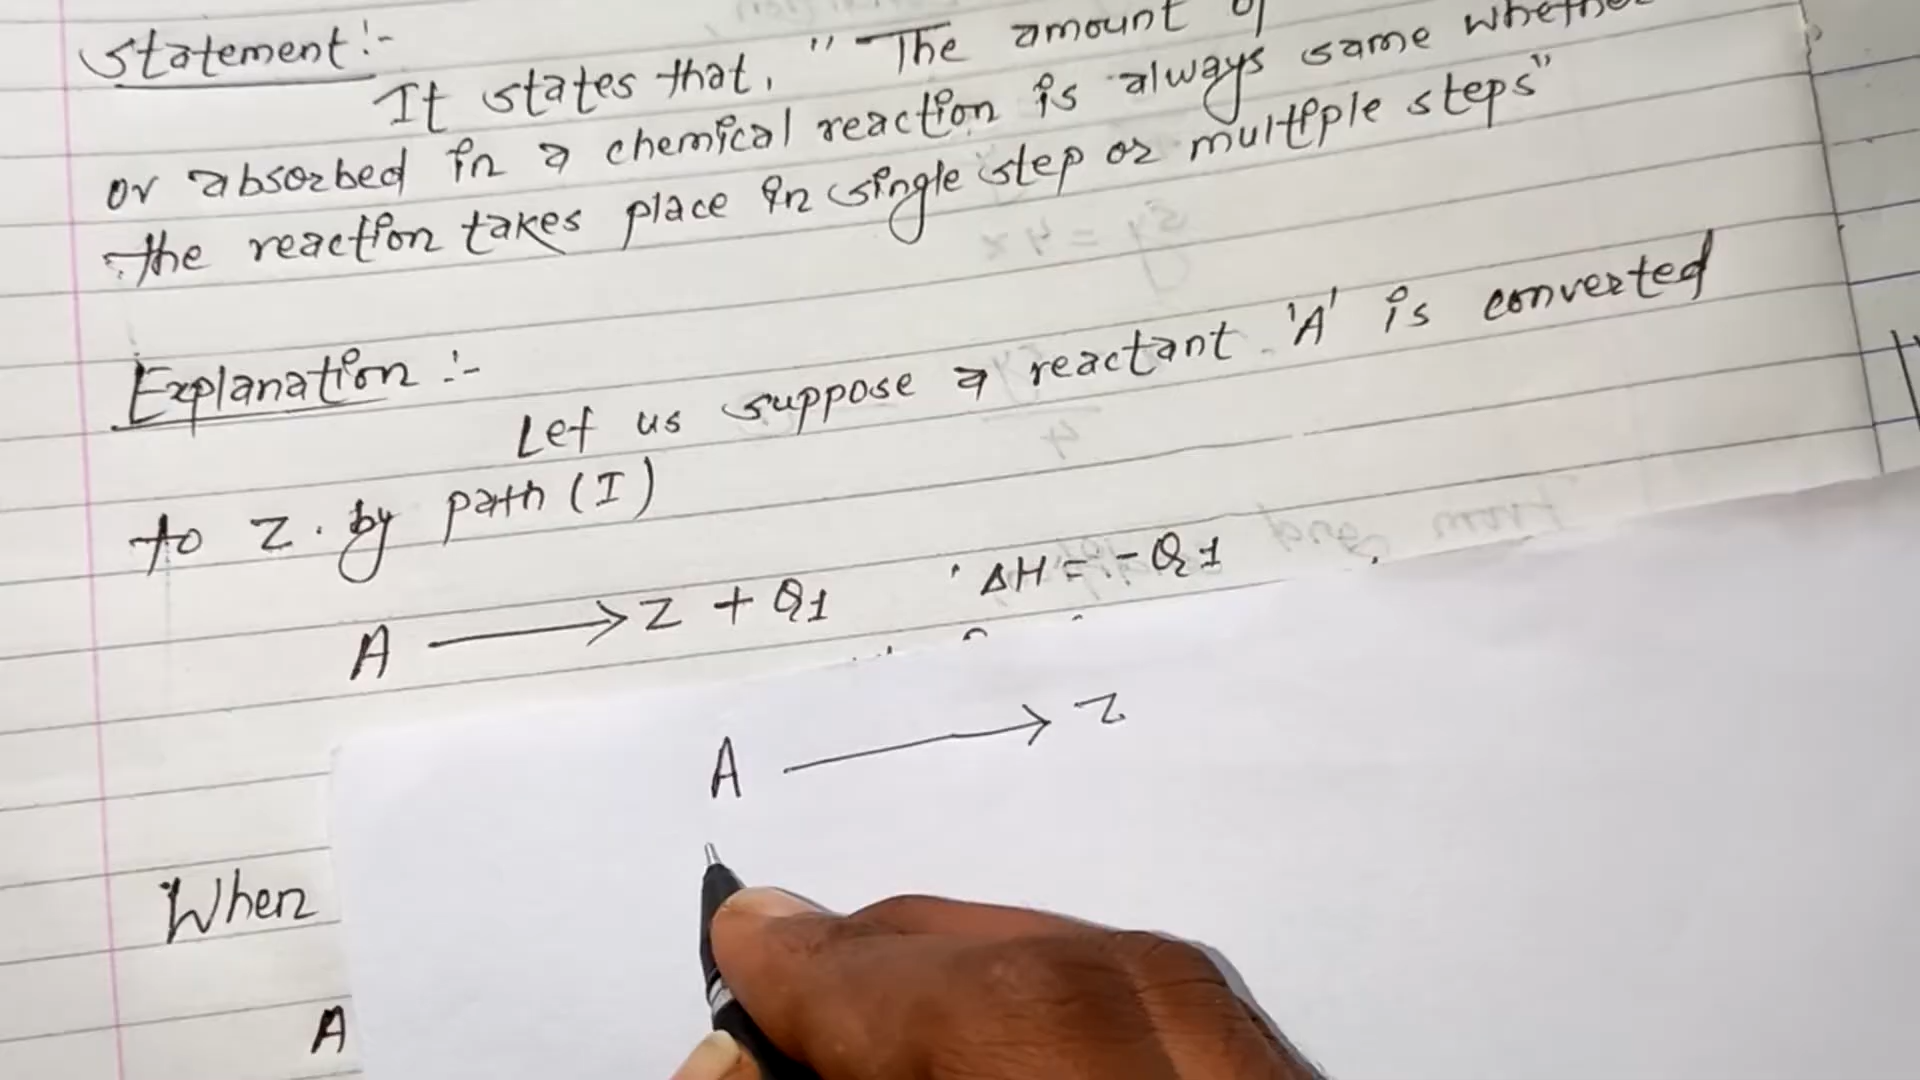 Statement :-
It states that, " The amount of
or absorbed in a chemical reaction is always same whether
the reaction takes place in single step or multiple steps"
Explanation :-
Let us suppose a reactant 'A' is converted
to Z. by path (I)
A → Z + Q1 ΔH = -Q1
A → Z
When
A